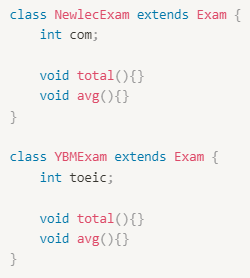 class NewlecExam extends Exam {
    int com;

    void total(){}
    void avg(){}
}

class YBMExam extends Exam {
    int toeic;

    void total(){}
    void avg(){}
}